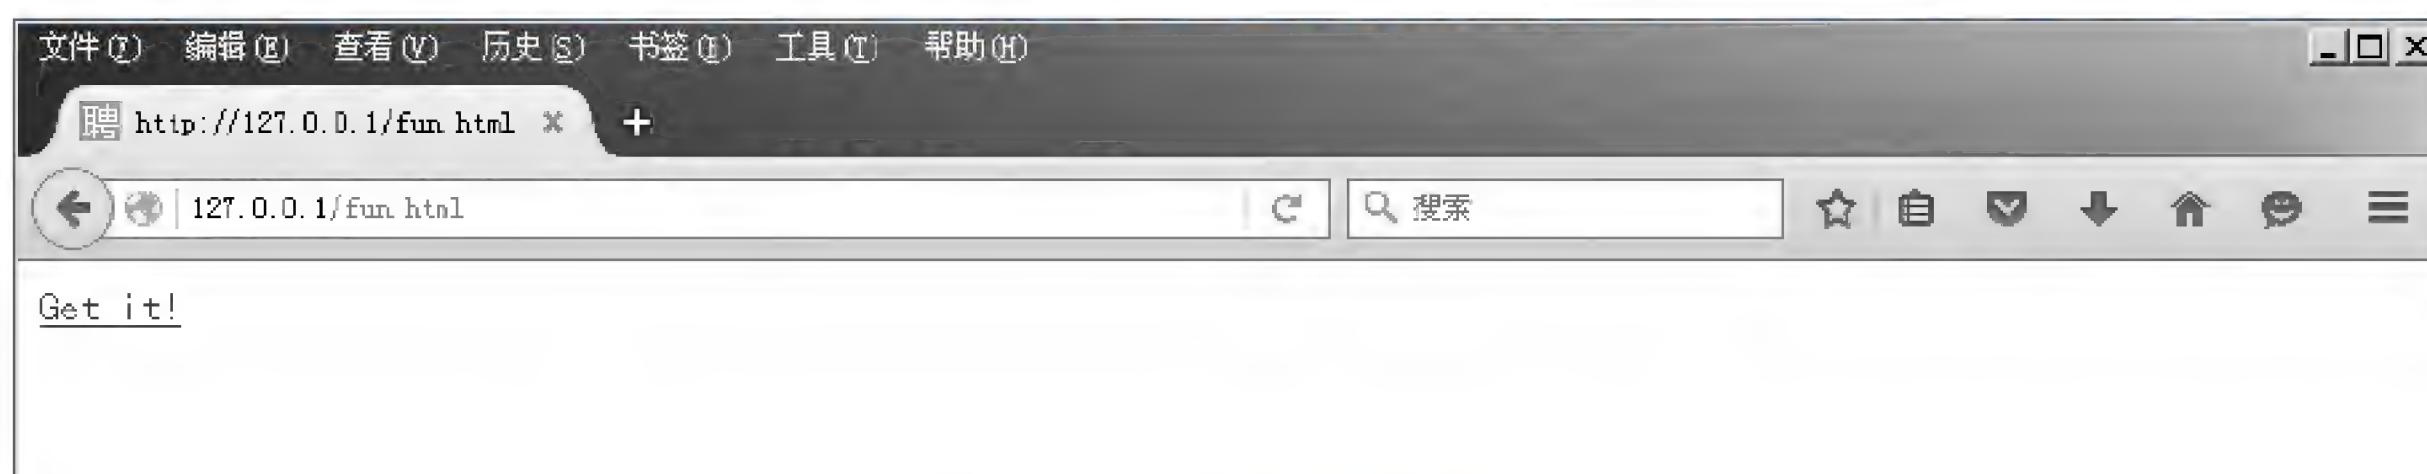 文件(F) 编辑(E) 查看(V) 历史(S) 书签(B) 工具(T) 帮助(H)
聘 http://127.0.0.1/fun.html
127.0.0.1/fun.html 搜索
Get it!